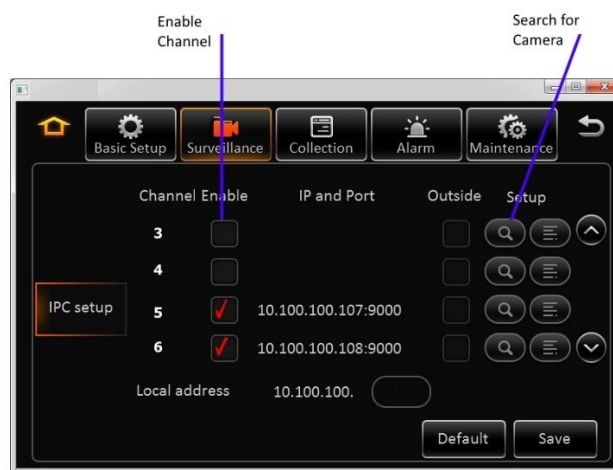 Enable
Channel
Search for
Camera
Basic Setup
Surveillance
Collection
Alarm
Maintenance
Channel Enable IP and Port Outside Setup
3
4
IPC setup
5 10.100.100.107:9000
6 10.100.100.108:9000
Local address 10.100.100.
Default
Save